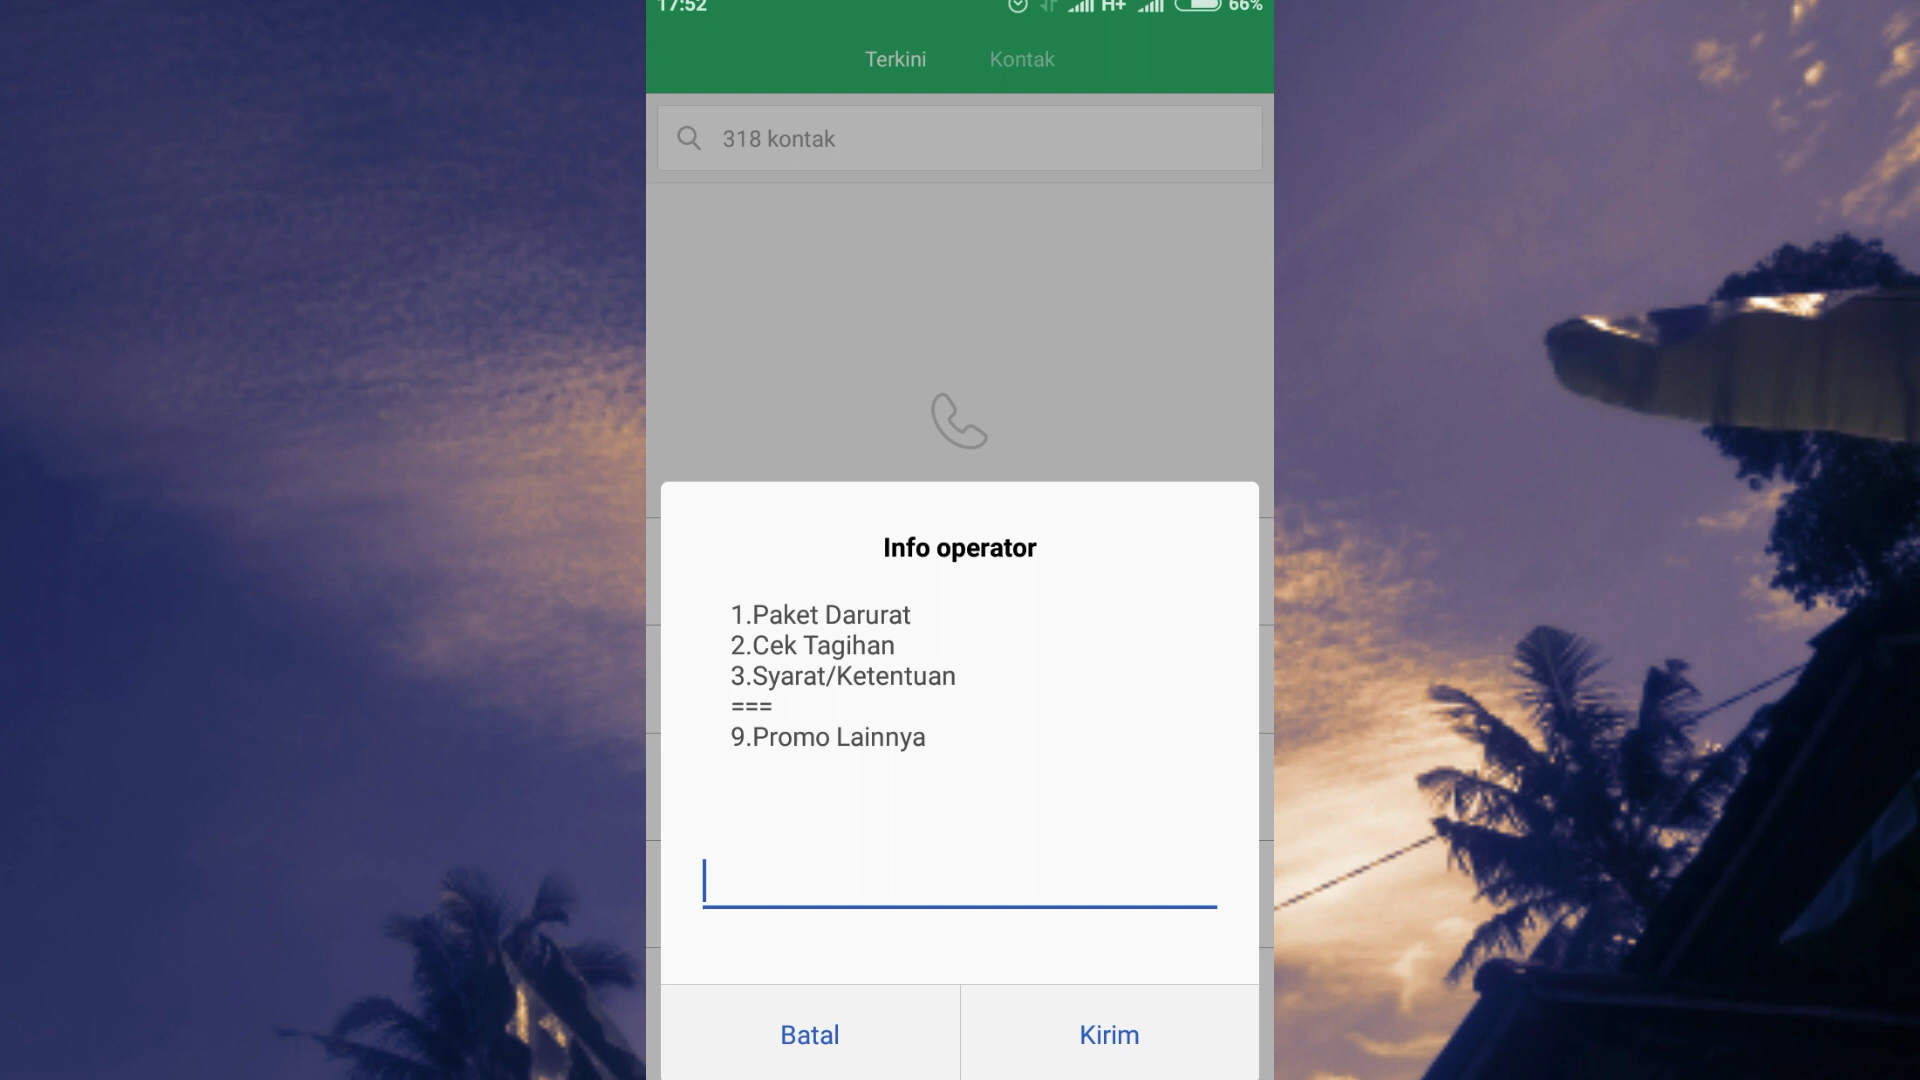 17:52 H+ 66%
Terkini Kontak
318 kontak
Info operator
1.Paket Darurat
2.Cek Tagihan
3.Syarat/Ketentuan
===
9.Promo Lainnya
Batal Kirim